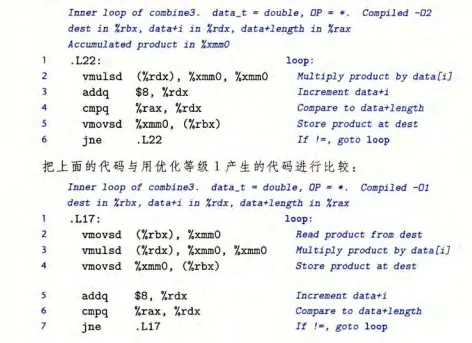 Inner loop of combine3. data_t = double, OP = *. Compiled -O2
dest in %rbx, data+i in %rdx, data+length in %rax
Accumulated product in %xmm0
1 .L22: loop:
2 vmulsd (%rdx), %xmm0, %xmm0 Multiply product by data[i]
3 addq $8, %rdx Increment data+i
4 cmpq %rax, %rdx Compare to data+length
5 vmovsd %xmm0, (%rbx) Store product at dest
6 jne .L22 If !=, goto loop
把上面的代码与用优化等级 1 产生的代码进行比较：
Inner loop of combine3. data_t = double, OP = *. Compiled -O1
dest in %rbx, data+i in %rdx, data+length in %rax
1 .L17: loop:
2 vmovsd (%rbx), %xmm0 Read product from dest
3 vmulsd (%rdx), %xmm0, %xmm0 Multiply product by data[i]
4 vmovsd %xmm0, (%rbx) Store product at dest
5 addq $8, %rdx Increment data+i
6 cmpq %rax, %rdx Compare to data+length
7 jne .L17 If !=, goto loop